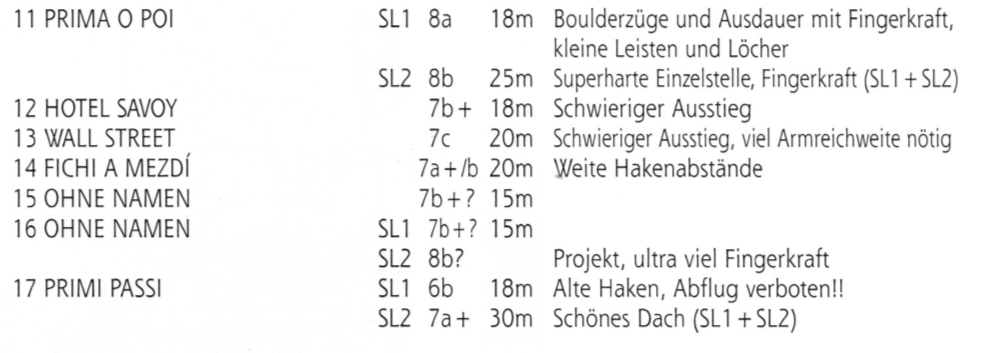 11 PRIMA O POI SL1 8a 18m Boulderzüge und Ausdauer mit Fingerkraft,
kleine Leisten und Löcher
SL2 8b 25m Superharte Einzelstelle, Fingerkraft (SL1 + SL2)
12 HOTEL SAVOY 7b+ 18m Schwieriger Ausstieg
13 WALL STREET 7c 20m Schwieriger Ausstieg, viel Armreichweite nötig
14 FICHI A MEZDÍ 7a+/b 20m Weite Hakenabstände
15 OHNE NAMEN 7b+? 15m
16 OHNE NAMEN SL1 7b+? 15m
SL2 8b? Projekt, ultra viel Fingerkraft
17 PRIMI PASSI SL1 6b 18m Alte Haken, Abflug verboten!!
SL2 7a+ 30m Schönes Dach (SL1 + SL2)